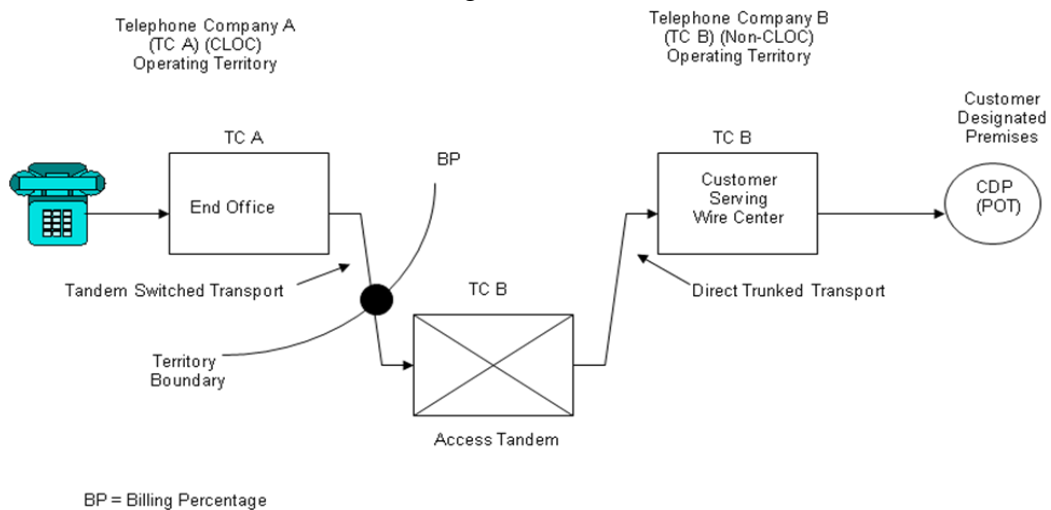 Telephone Company A
(TC A) (CLOC)
Operating Territory
Telephone Company B
(TC B) (Non-CLOC)
Operating Territory
Customer
Designated
Premises
TC A
BP
TC B
End Office
Customer
Serving
Wire Center
CDP
(POT)
Tandem Switched Transport
TC B
Direct Trunked Transport
Territory
Boundary
Access Tandem
BP = Billing Percentage